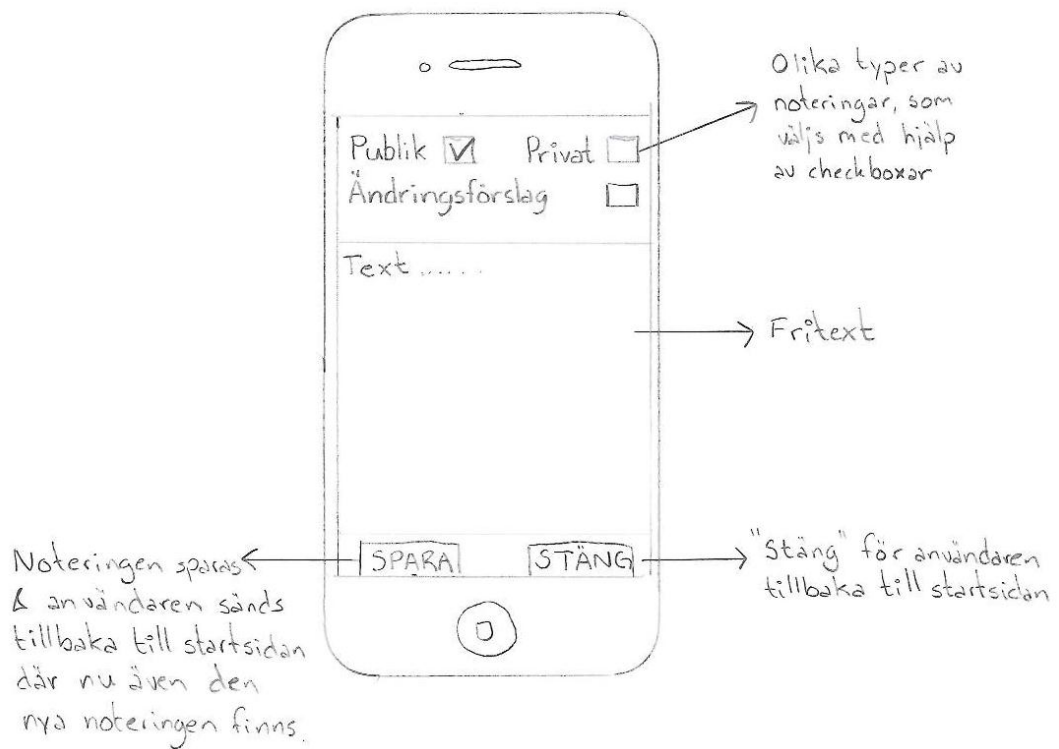 Olika typer av
noteringar, som
väljs med hjälp
av checkboxar
Publik Privat
Ändringsförslag
Text ......
Fritext
SPARA STÄNG
Noteringen sparas
& användaren sänds
tillbaka till startsidan
där nu även den
nya noteringen finns.
"Stäng" för användaren
tillbaka till startsidan